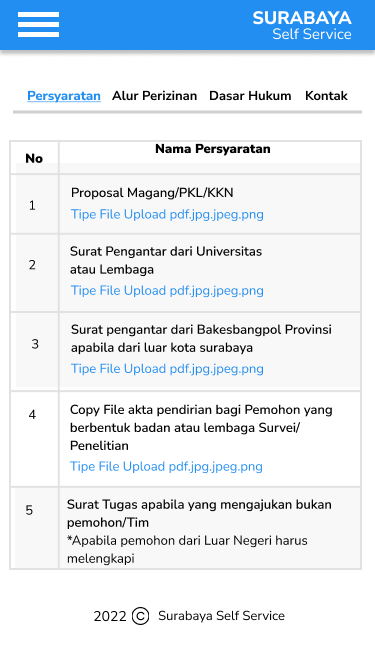 SURABAYA
Self Service
Persyaratan Alur Perizinan Dasar Hukum Kontak
No Nama Persyaratan
1 Proposal Magang/PKL/KKN
Tipe File Upload pdf.jpg.jpeg.png
2 Surat Pengantar dari Universitas
atau Lembaga
Tipe File Upload pdf.jpg.jpeg.png
3 Surat pengantar dari Bakesbangpol Provinsi
apabila dari luar kota surabaya
Tipe File Upload pdf.jpg.jpeg.png
4 Copy File akta pendirian bagi Pemohon yang
berbentuk badan atau lembaga Survei/
Penelitian
Tipe File Upload pdf.jpg.jpeg.png
5 Surat Tugas apabila yang mengajukan bukan
pemohon/Tim
*Apabila pemohon dari Luar Negeri harus
melengkapi
2022 © Surabaya Self Service